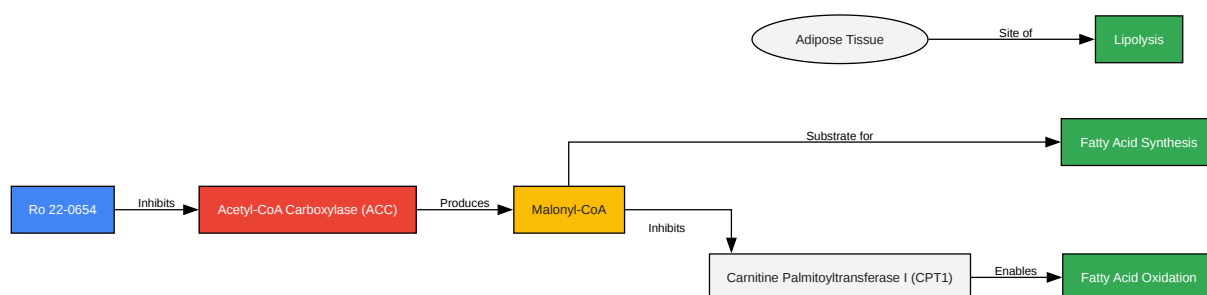 Adipose Tissue
Site of
Lipolysis
Substrate for
Fatty Acid Synthesis
Ro 22-0654
Inhibits
Acetyl-CoA Carboxylase (ACC)
Produces
Malonyl-CoA
Inhibits
Carnitine Palmitoyltransferase I (CPT1)
Enables
Fatty Acid Oxidation